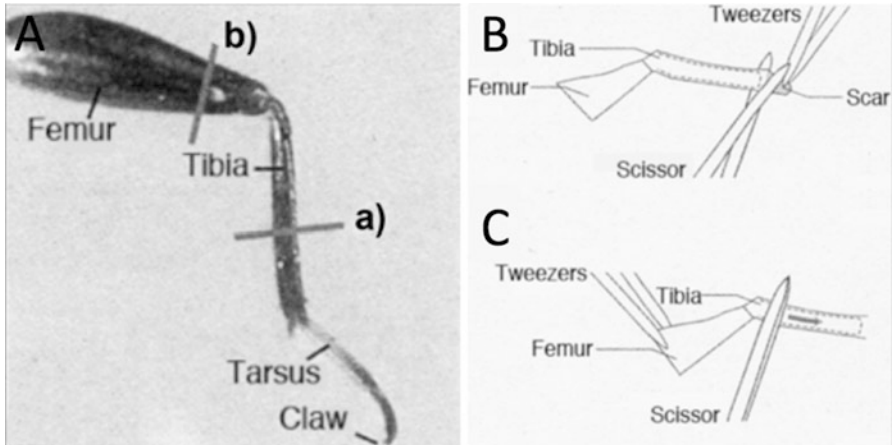 A
b)
Femur
Tibia
a)
Tarsus
Claw
B
Tweezers
Tibia
Femur
Scar
Scissor
C
Tweezers
Tibia
Femur
Scissor